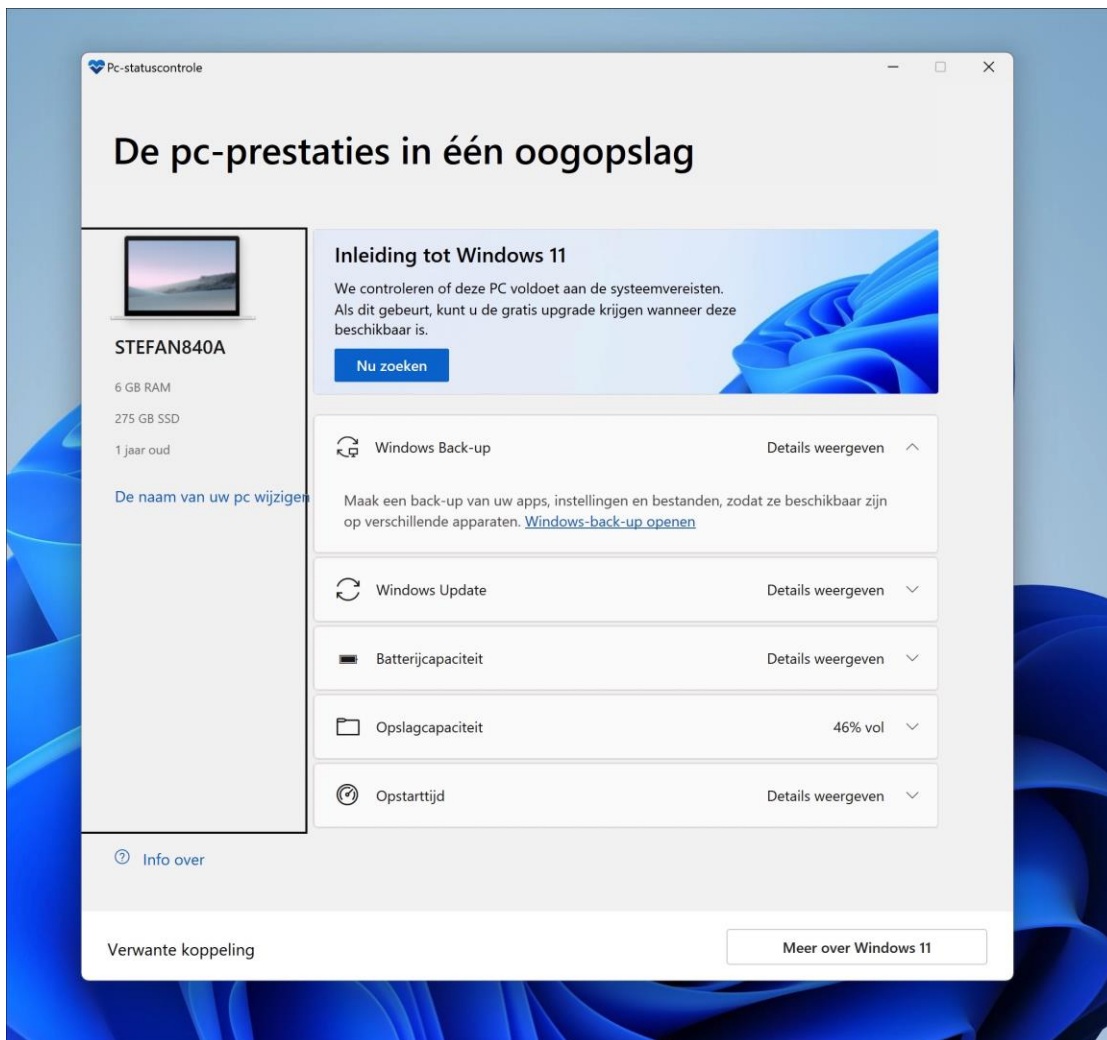 Pc-statuscontrole
De pc-prestaties in één oogopslag
STEFAN840A
6 GB RAM
275 GB SSD
1 jaar oud
De naam van uw pc wijzigen
Inleiding tot Windows 11
We controleren of deze PC voldoet aan de systeemvereisten.
Als dit gebeurt, kunt u de gratis upgrade krijgen wanneer deze
beschikbaar is.
Nu zoeken
Windows Back-up Details weergeven
Maak een back-up van uw apps, instellingen en bestanden, zodat ze beschikbaar zijn
op verschillende apparaten. Windows-back-up openen
Windows Update Details weergeven
Batterijcapaciteit Details weergeven
Opslagcapaciteit 46% vol
Opstarttijd Details weergeven
Info over
Verwante koppeling Meer over Windows 11